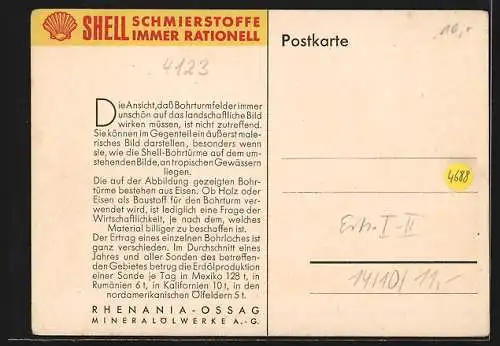 SHELL SCHMIERSTOFFE
IMMER RATIONELL
Postkarte
10,-
4123
Die Ansicht, daß Bohrturmfelder immer
unschön auf das landschaftliche Bild
wirken müssen, ist nicht zutreffend.
Sie können im Gegenteil ein äußerst male-
risches Bild darstellen, besonders wenn
sie, wie die Shell-Bohrtürme auf dem um-
stehenden Bilde, an tropischen Gewässern
liegen.
Die auf der Abbildung gezeigten Bohr-
türme bestehen aus Eisen. Ob Holz oder
Eisen als Baustoff für den Bohrturm ver-
wendet wird, ist lediglich eine Frage der
Wirtschaftlichkeit, je nach dem, welches
Material billiger zu beschaffen ist.
Der Ertrag eines einzelnen Bohrloches ist
ganz verschieden. Im Durchschnitt eines
Jahres und aller Sonden des betreffen-
den Gebietes betrug die Erdölproduktion
einer Sonde je Tag in Mexiko 128 t, in
Rumänien 6 t, in Kalifornien 10 t, in den
nordamerikanischen Ölfeldern 5 t.
RHENANIA-OSSAG
MINERALÖLWERKE A.-G.
4688
I-II
14110/11,-